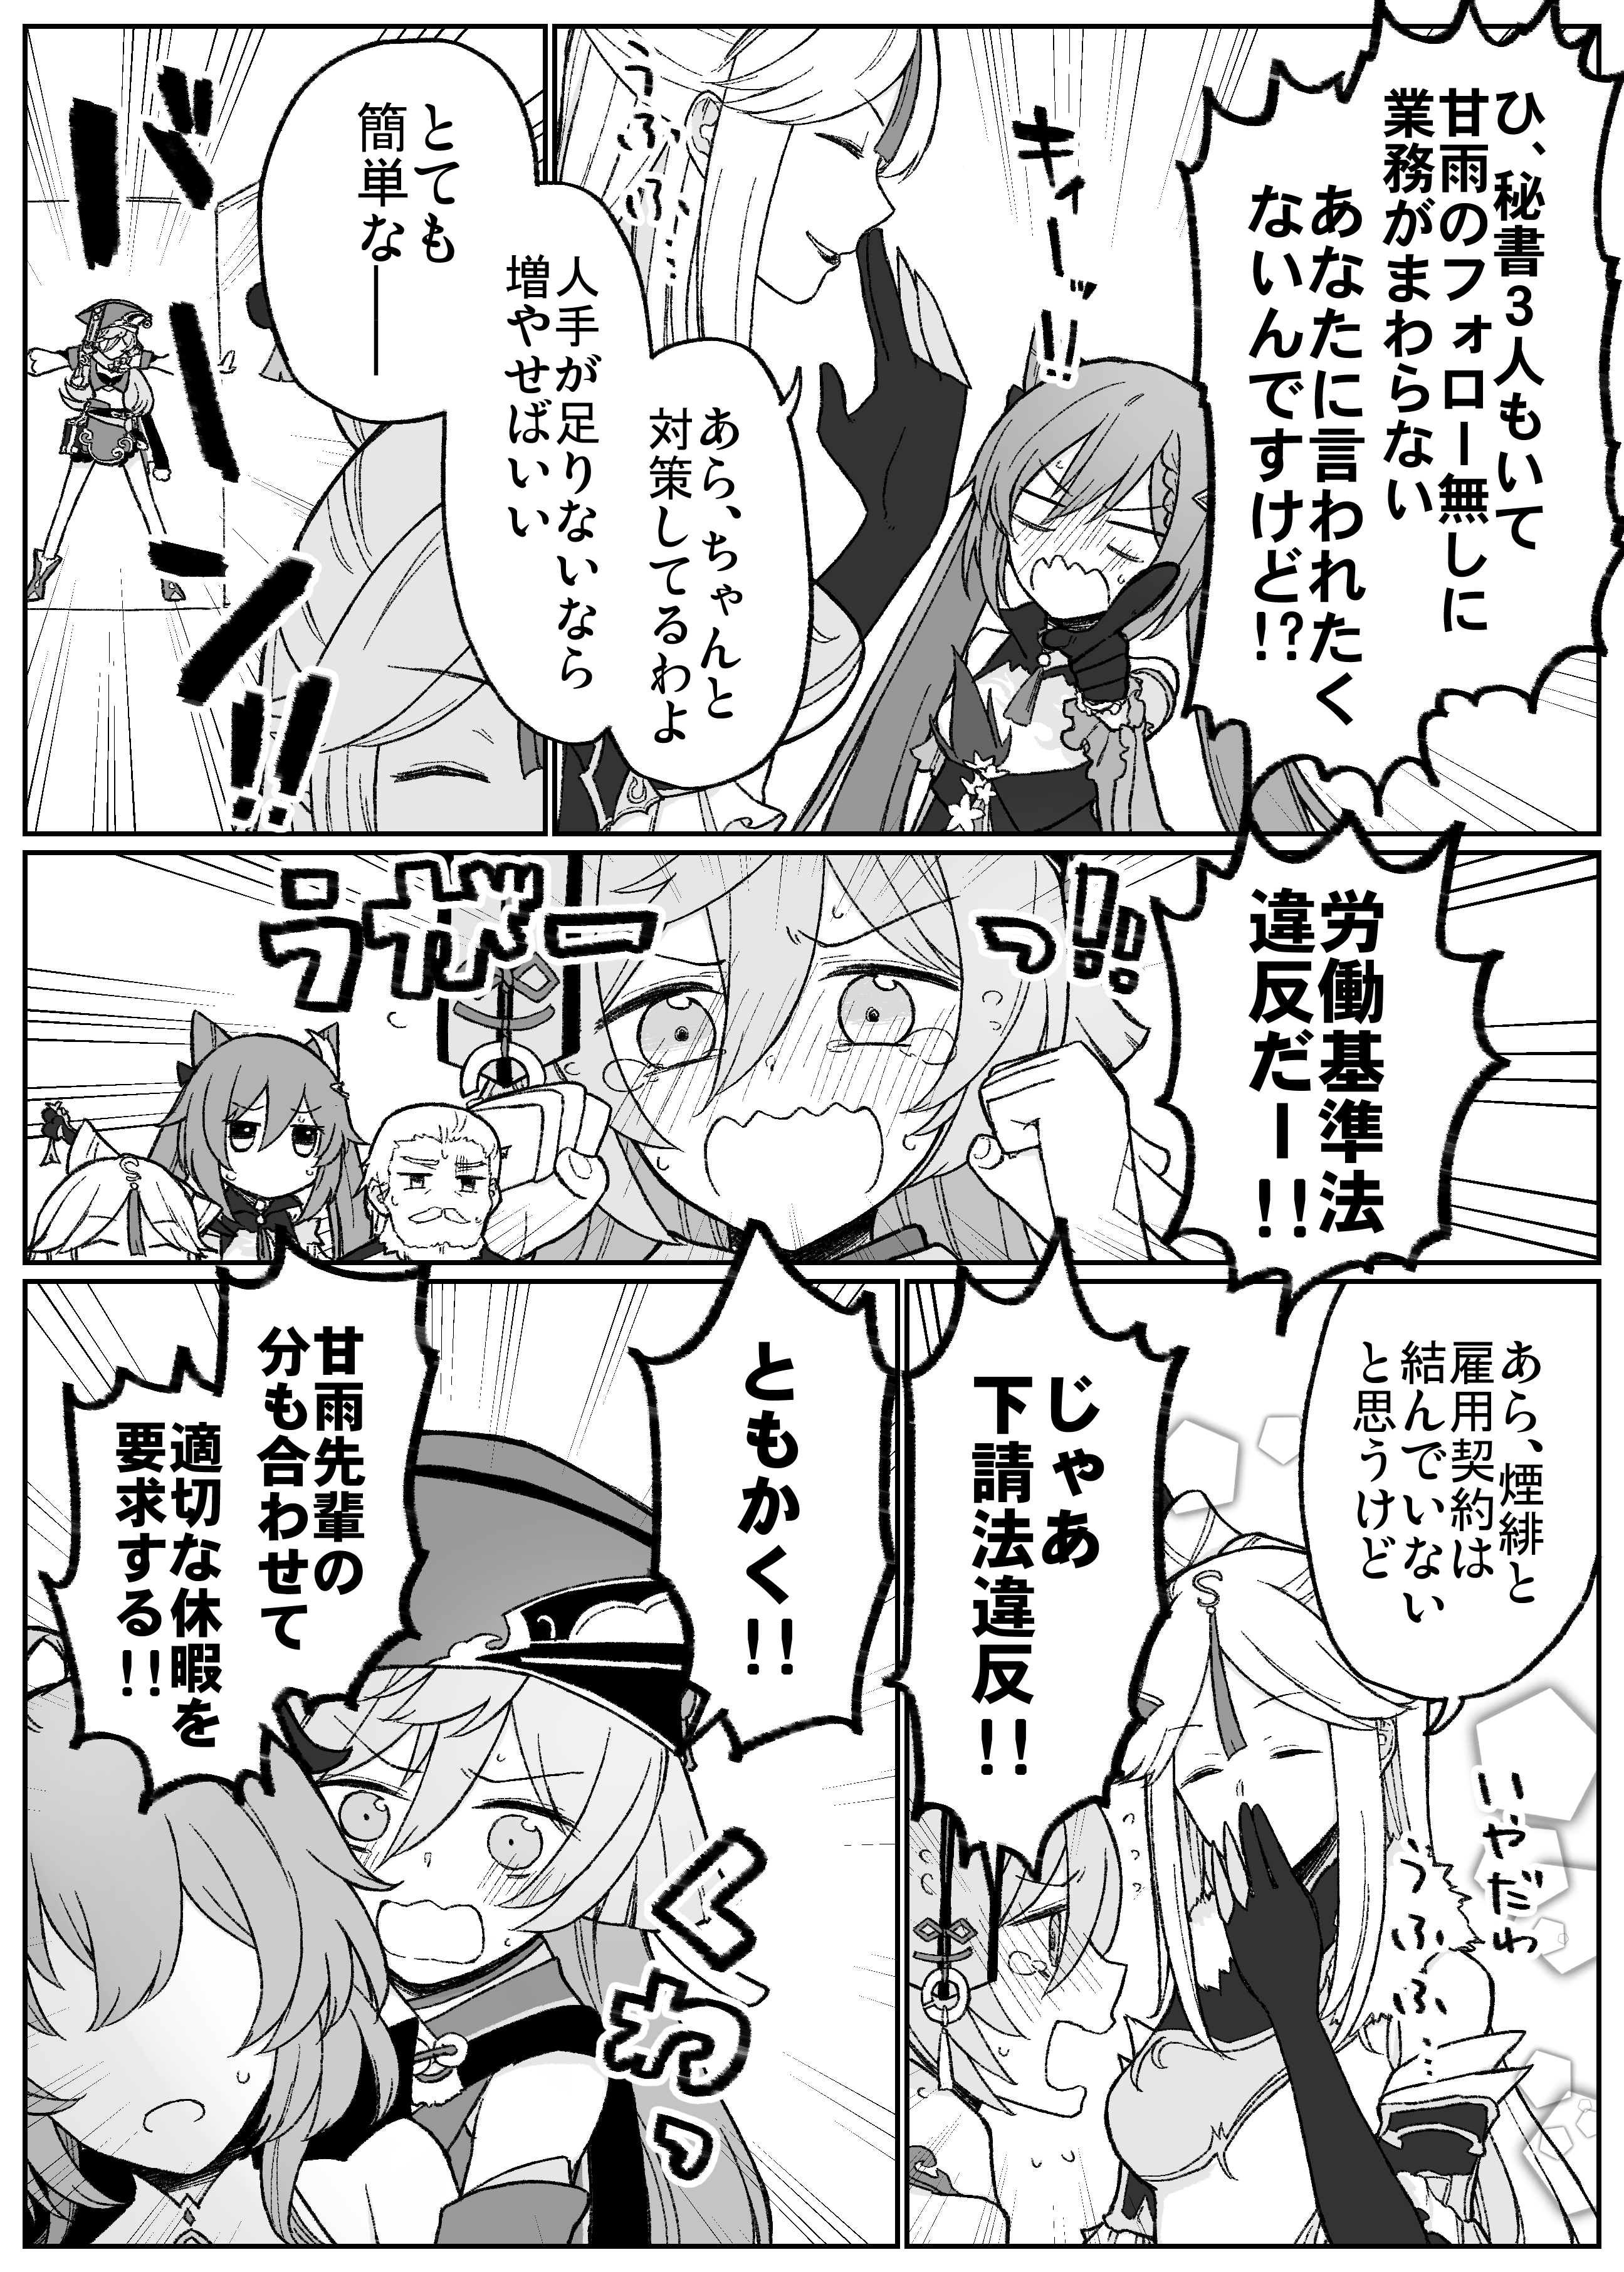 ひ、秘書3人もいて
甘雨のフォロー無しに
業務がまわらない
あなたに言われたく
ないんですけど!?
キィーッ!!
うふふふ…
あら、ちゃんと
対策してるわよ
人手が足りないなら
増やせばいい
とても
簡単な――
バーーン!!
労働基準法
違反だー!!
うがーっ!!
あら、煙緋と
雇用契約は
結んでいない
と思うけど
いやだわ
うふふふ…
じゃあ
下請法違反!!
ともかく!!
甘雨先輩の
分も合わせて
適切な休暇を
要求する!!
くわっ